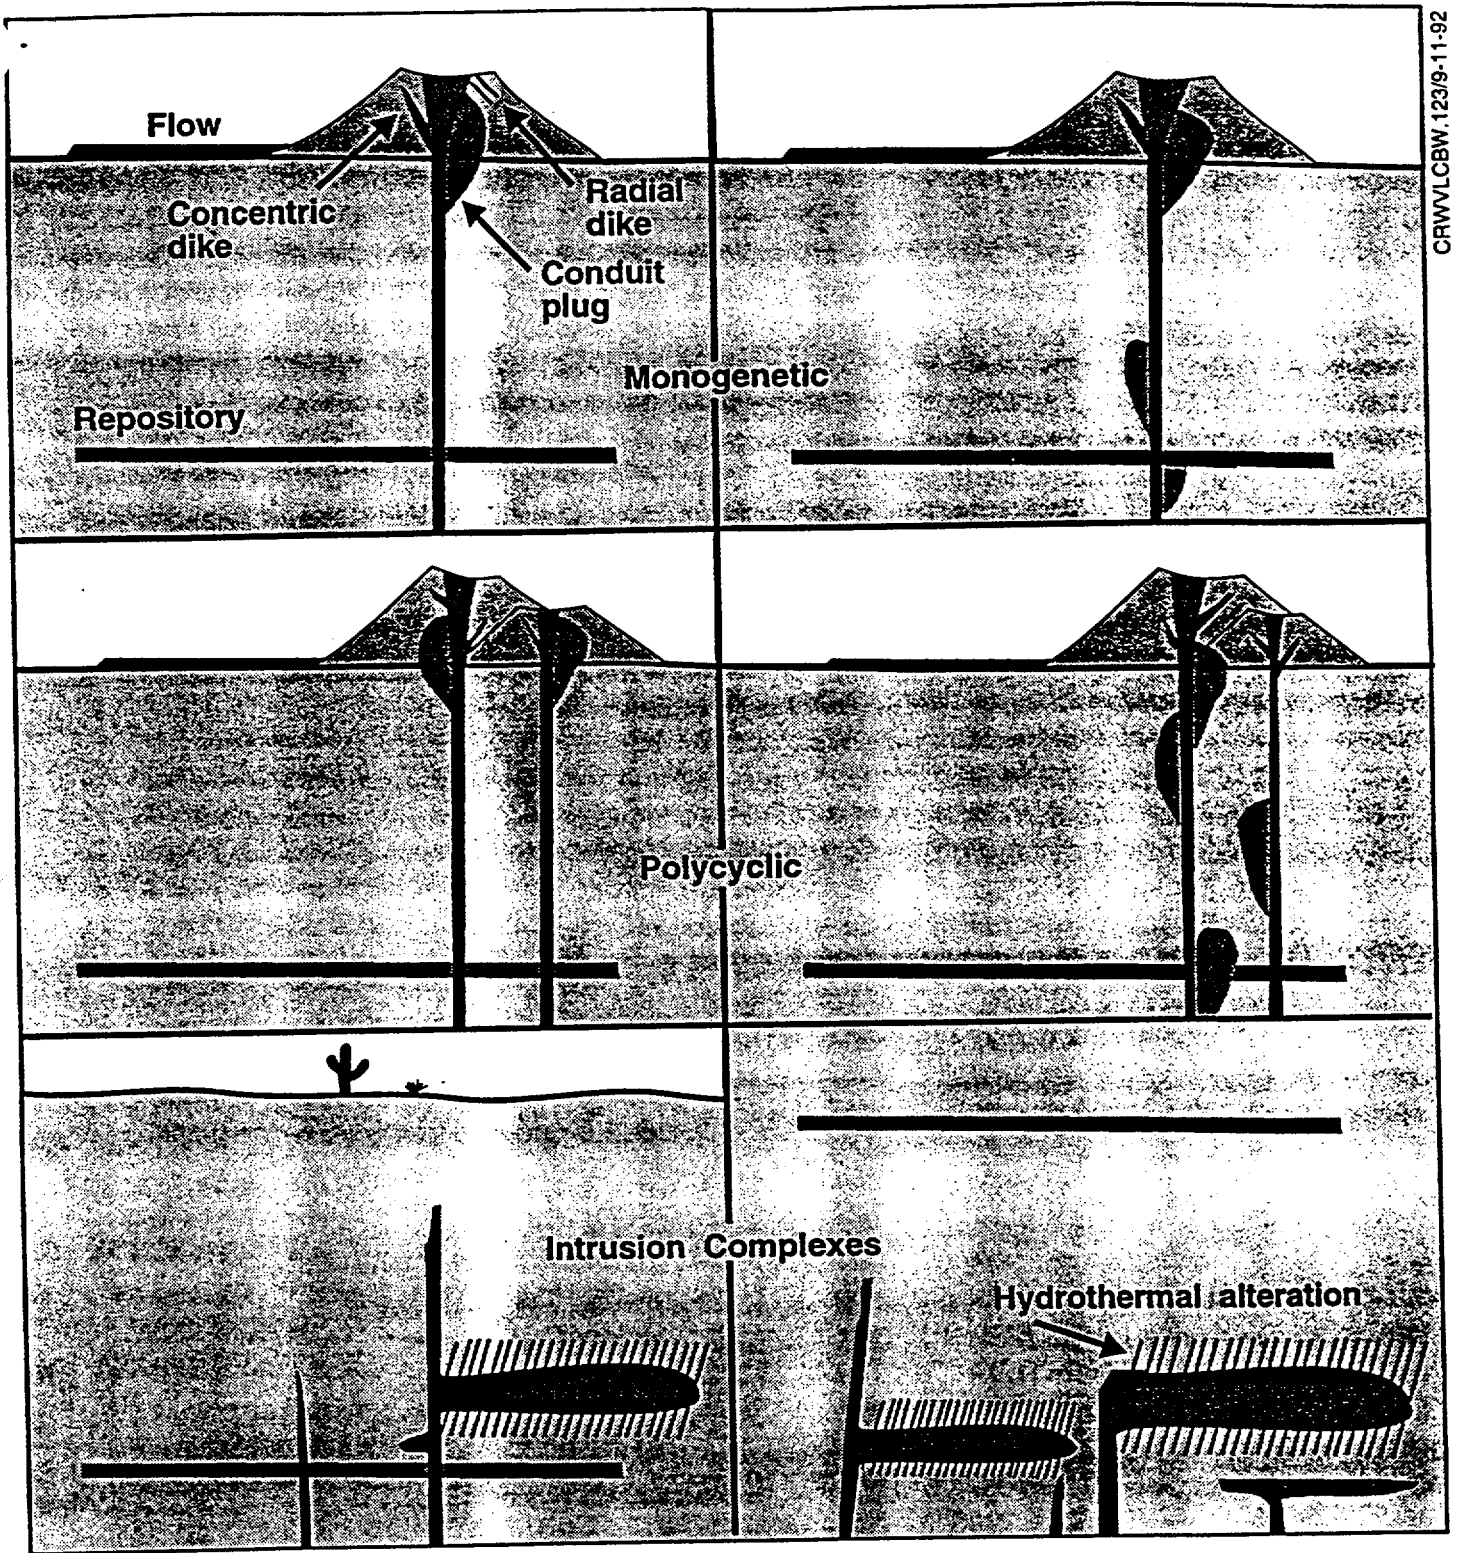 CRWVLCBW.123/9-11-92
Flow
Concentric
dike
Radial
dike
Conduit
plug
Monogenetic
Repository
Polycyclic
Intrusion Complexes
Hydrothermal alteration